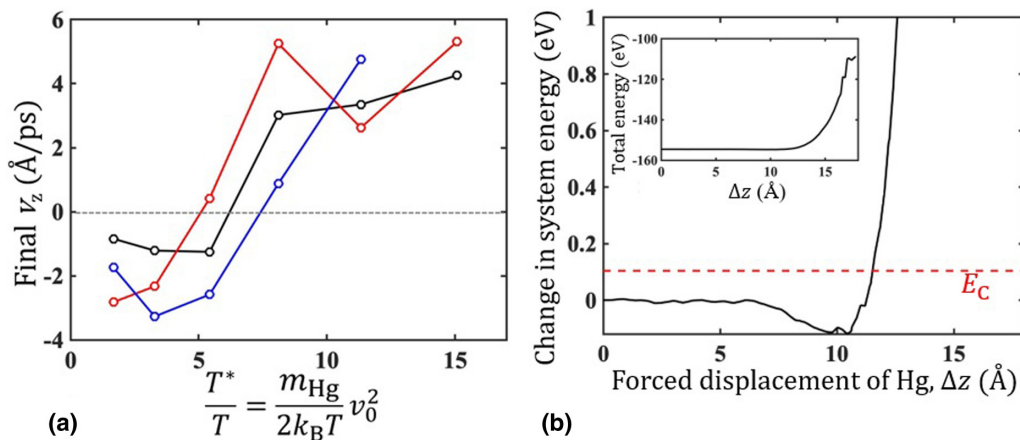 6
4
2
0
-2
-4
Final v_z (Å/ps)
0 5 10 15
T*/T = m_Hg/2k_BT v_0^2
(a)
1
0.8
0.6
0.4
0.2
0
Change in system energy (eV)
-100
-120
-140
-160
Total energy (eV)
0 5 10 15
Δz (Å)
E_C
0 5 10 15
Forced displacement of Hg, Δz (Å)
(b)